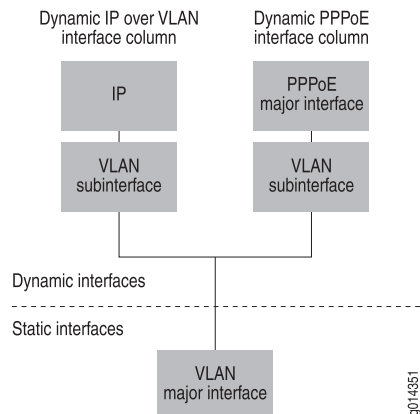 Dynamic IP over VLAN
interface column
Dynamic PPPoE
interface column
IP
PPPoE
major interface
VLAN
subinterface
VLAN
subinterface
Dynamic interfaces
Static interfaces
VLAN
major interface
g014351